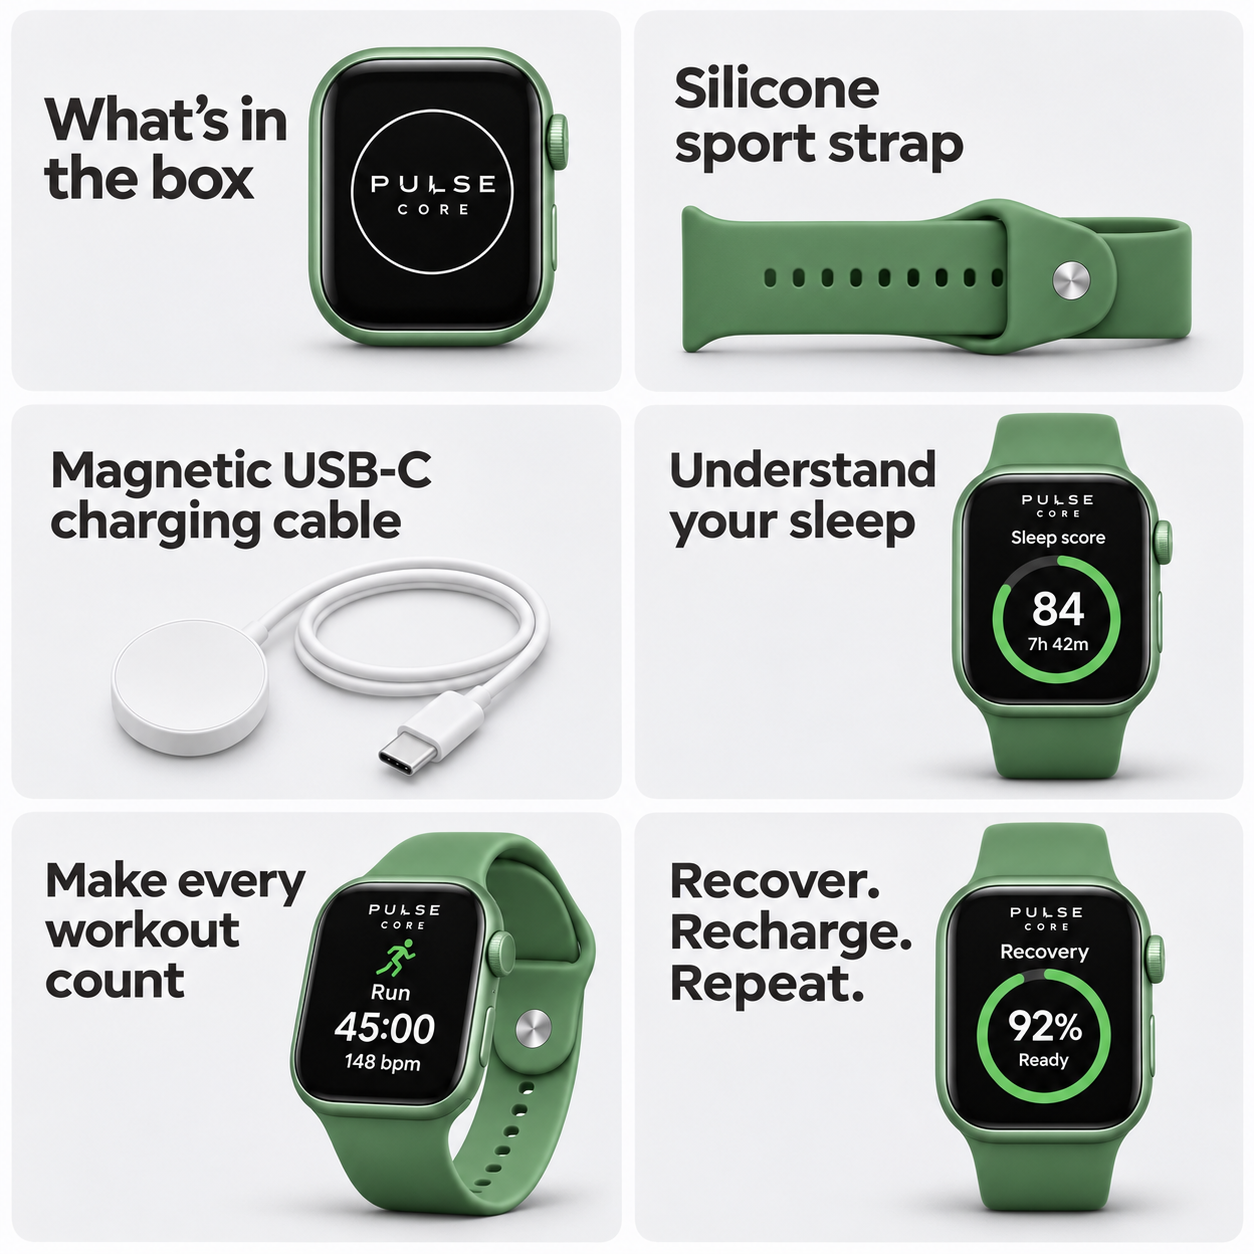 What's in
the box
PULSE
CORE
Silicone
sport strap
Magnetic USB-C
charging cable
Understand
your sleep
PULSE
CORE
Sleep score
84
7h 42m
Make every
workout
count
PULSE
CORE
Run
45:00
148 bpm
Recover.
Recharge.
Repeat.
PULSE
CORE
Recovery
92%
Ready